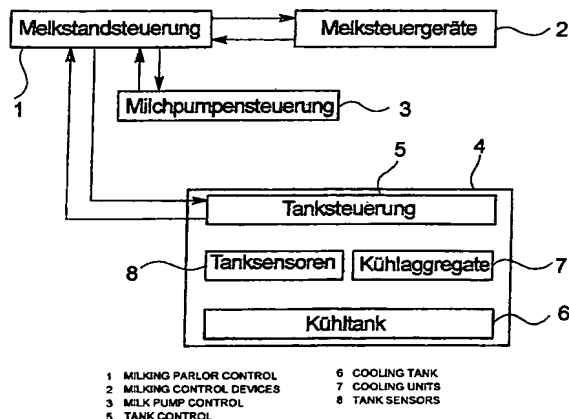 Melkstandsteuerung
Melksteuergeräte
2
1
Milchpumpensteuerung
3
5
4
Tanksteuerung
8
Tanksensoren
Kühlaggregate
7
Kühltank
6
1 MILKING PARLOR CONTROL
2 MILKING CONTROL DEVICES
3 MILK PUMP CONTROL
5 TANK CONTROL
6 COOLING TANK
7 COOLING UNITS
8 TANK SENSORS